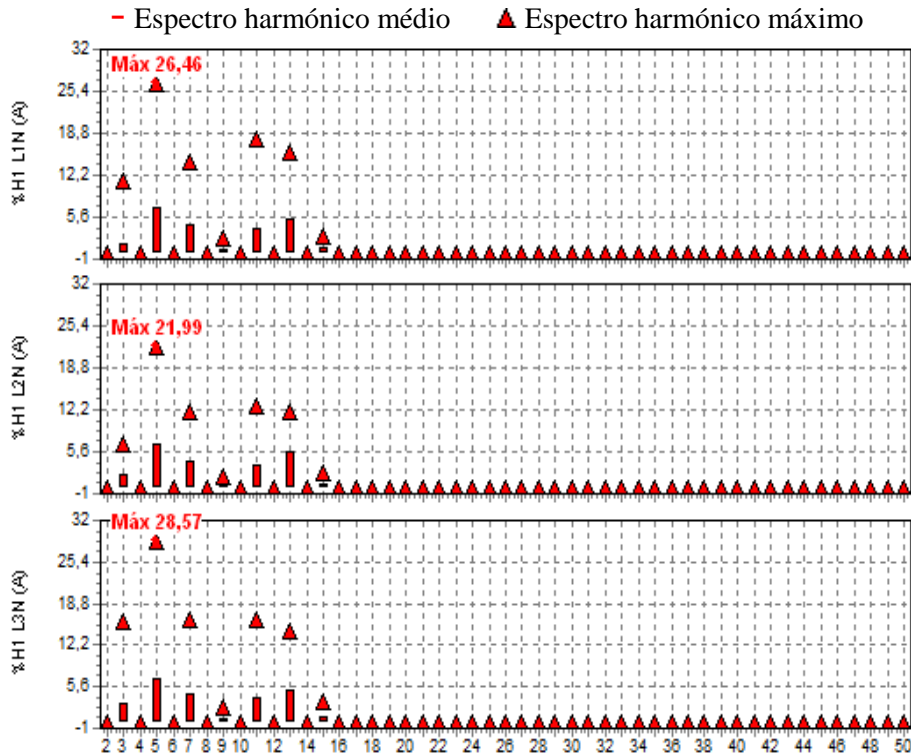 Espectro harmónico médio Espectro harmónico máximo
32
Máx 26,46
25,4
18,8
12,2
5,6
-1
%H1 L1N (A)
32
Máx 21,99
25,4
18,8
12,2
5,6
-1
%H1 L2N (A)
32
Máx 28,57
25,4
18,8
12,2
5,6
-1
%H1 L3N (A)
2 3 4 5 6 7 8 9 10 12 14 16 18 20 22 24 26 28 30 32 34 36 38 40 42 44 46 48 50